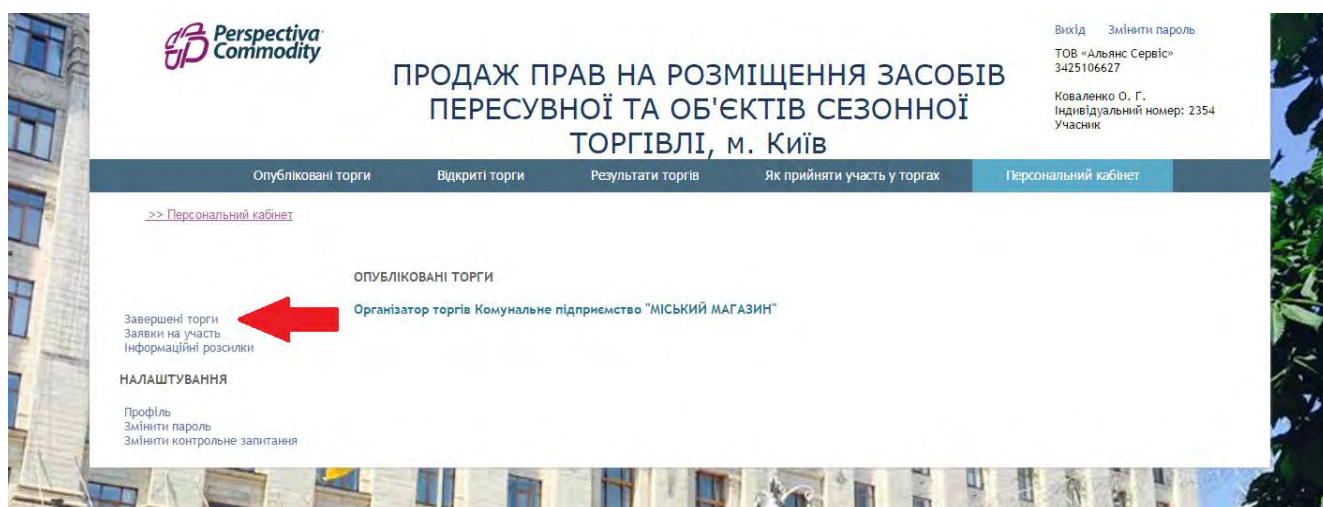 Perspectiva
Commodity
Вихід Змінити пароль
ТОВ «Альянс Сервіс»
3425106627
Коваленко О. Г.
Індивідуальний номер: 2354
Учасник
ПРОДАЖ ПРАВ НА РОЗМІЩЕННЯ ЗАСОБІВ
ПЕРЕСУВНОЇ ТА ОБ'ЄКТІВ СЕЗОННОЇ
ТОРГІВЛІ, м. Київ
Опубліковані торги Відкриті торги Результати торгів Як прийняти участь у торгах Персональний кабінет
>> Персональний кабінет
ОПУБЛІКОВАНІ ТОРГИ
Організатор торгів Комунальне підприємство "МІСЬКИЙ МАГАЗИН"
Завершені торги
Заявки на участь
Інформаційні розсилки
НАЛАШТУВАННЯ
Профіль
Змінити пароль
Змінити контрольне запитання